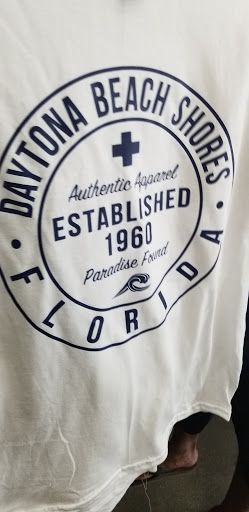 DAYTONA BEACH SHORES
Authentic Apparel
ESTABLISHED
1960
Paradise Found
• FLORIDA •